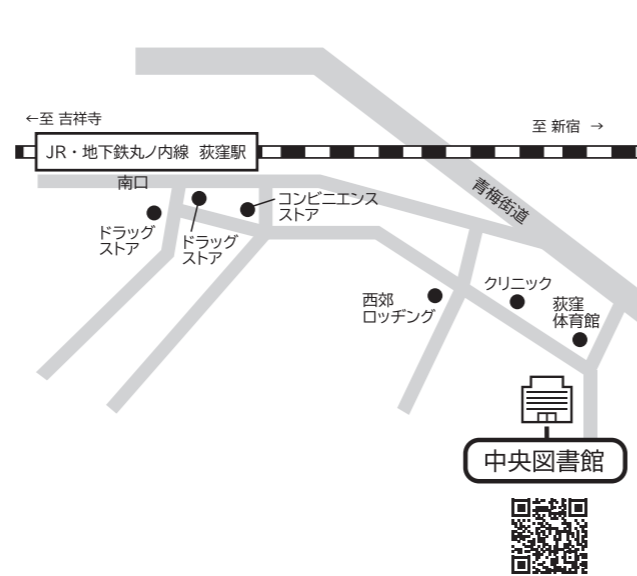 ←至 吉祥寺
至 新宿 →
JR・地下鉄丸ノ内線 荻窪駅
南口
コンビニエンス
ストア
ドラッグ
ストア
ドラッグ
ストア
青梅街道
西郊
ロッヂング
クリニック
荻窪
体育館
中央図書館